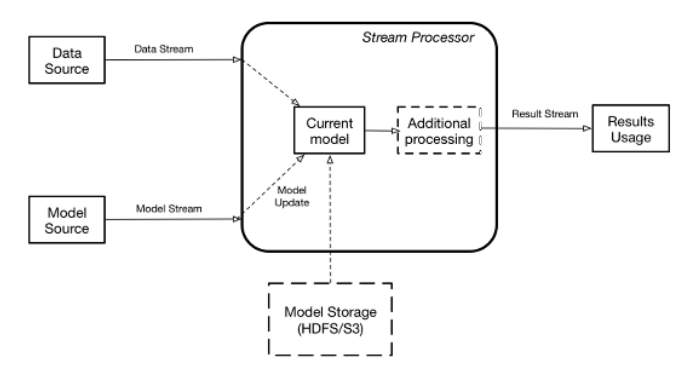 Stream Processor
Data
Source
Data Stream
Current
model
Additional
processing
Result Stream
Results
Usage
Model
Update
Model
Source
Model Stream
Model Storage
(HDFS/S3)